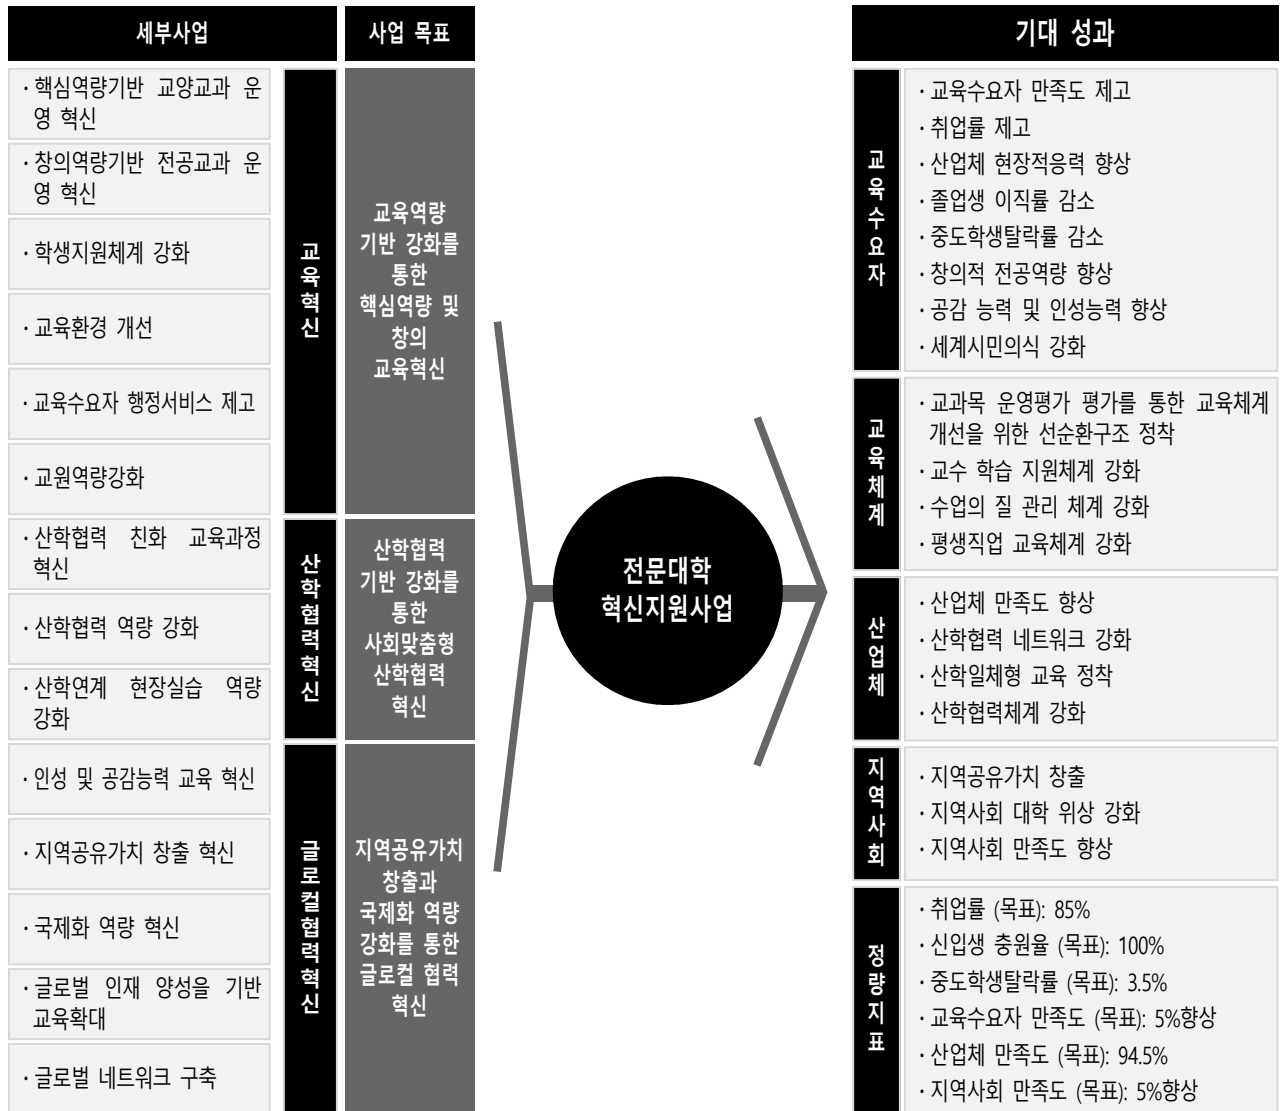 세부사업
사업 목표
· 핵심역량기반 교양교과 운
영 혁신
· 창의역량기반 전공교과 운
영 혁신
· 학생지원체계 강화
· 교육환경 개선
· 교육수요자 행정서비스 제고
· 교원역량강화
교육혁신
교육역량
기반 강화를
통한
핵심역량 및
창의
교육혁신
· 산학협력 친화 교육과정
혁신
· 산학협력 역량 강화
· 산학연계 현장실습 역량
강화
산학협력혁신
산학협력
기반 강화를
통한
사회맞춤형
산학협력
혁신
· 인성 및 공감능력 교육 혁신
· 지역공유가치 창출 혁신
· 국제화 역량 혁신
· 글로벌 인재 양성을 기반
교육확대
· 글로벌 네트워크 구축
글로컬협력혁신
지역공유가치
창출과
국제화 역량
강화를 통한
글로컬 협력
혁신
전문대학
혁신지원사업
기대 성과
교육수요자
· 교육수요자 만족도 제고
· 취업률 제고
· 산업체 현장적응력 향상
· 졸업생 이직률 감소
· 중도학생탈락률 감소
· 창의적 전공역량 향상
· 공감 능력 및 인성능력 향상
· 세계시민의식 강화
교육체계
· 교과목 운영평가 평가를 통한 교육체계
개선을 위한 선순환구조 정착
· 교수 학습 지원체계 강화
· 수업의 질 관리 체계 강화
· 평생직업 교육체계 강화
산업체
· 산업체 만족도 향상
· 산학협력 네트워크 강화
· 산학일체형 교육 정착
· 산학협력체계 강화
지역사회
· 지역공유가치 창출
· 지역사회 대학 위상 강화
· 지역사회 만족도 향상
정량지표
· 취업률 (목표): 85%
· 신입생 충원율 (목표): 100%
· 중도학생탈락률 (목표): 3.5%
· 교육수요자 만족도 (목표): 5%향상
· 산업체 만족도 (목표): 94.5%
· 지역사회 만족도 (목표): 5%향상